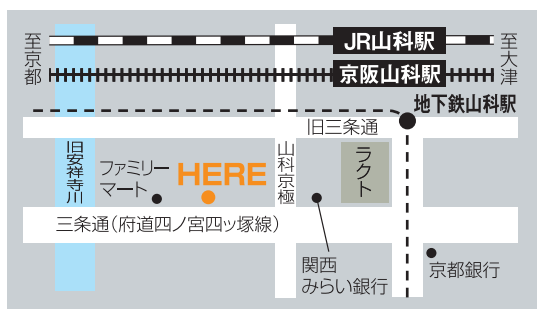 至京都
JR山科駅
至大津
京阪山科駅
地下鉄山科駅
旧三条通
旧安祥寺川
ファミリー
マート
HERE
山科京極
ラクト
三条通(府道四ノ宮四ッ塚線)
関西
みらい銀行
京都銀行